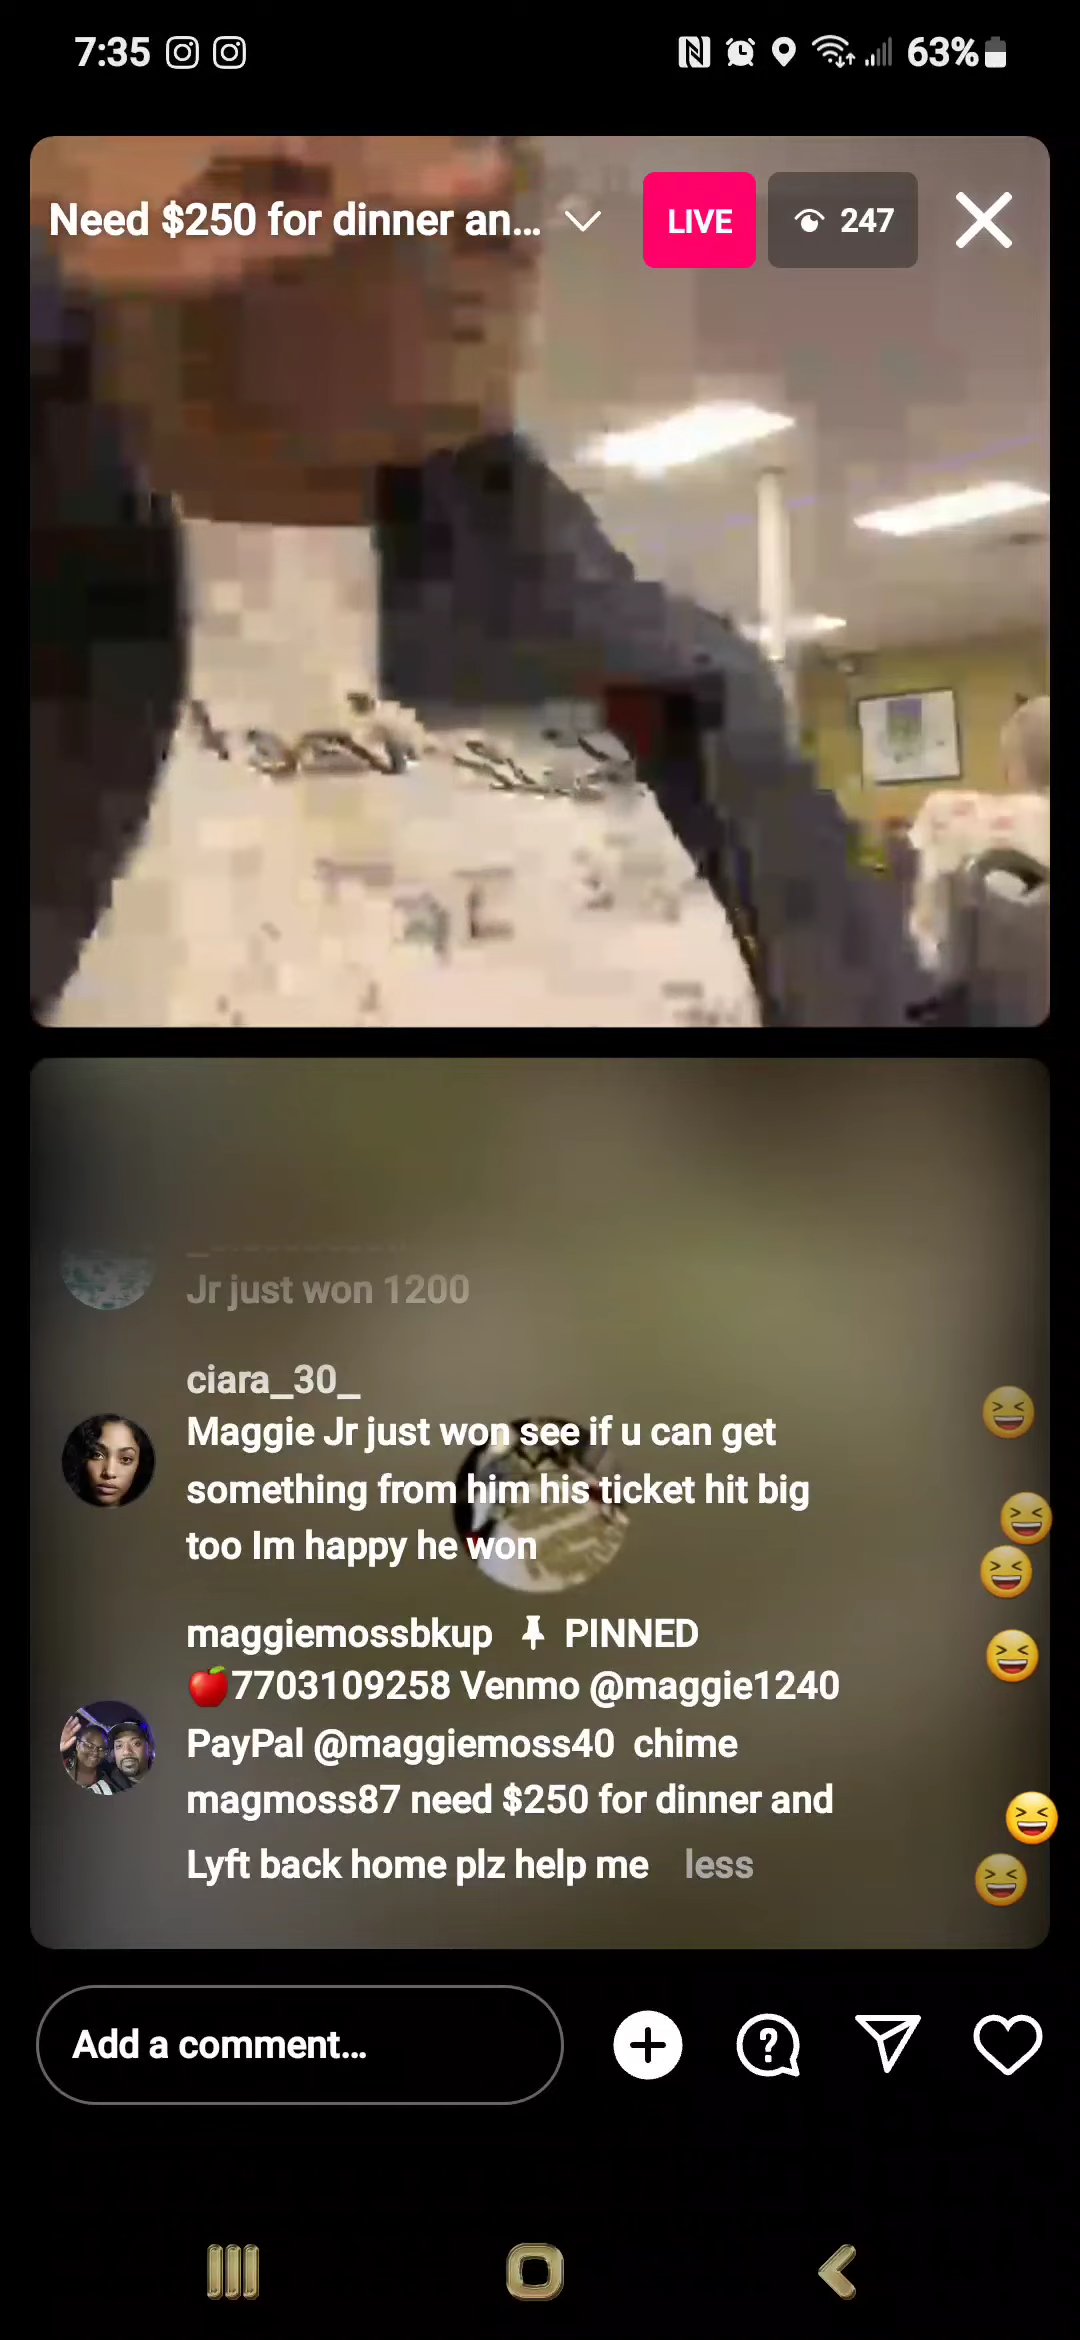 7:35
63%
Need $250 for dinner an...
LIVE
247
Jr just won 1200
ciara_30_
Maggie Jr just won see if u can get
something from him his ticket hit big
too Im happy he won
maggiemossbkup PINNED
🍎7703109258 Venmo @maggie1240
PayPal @maggiemoss40 chime
magmoss87 need $250 for dinner and
Lyft back home plz help me less
Add a comment...